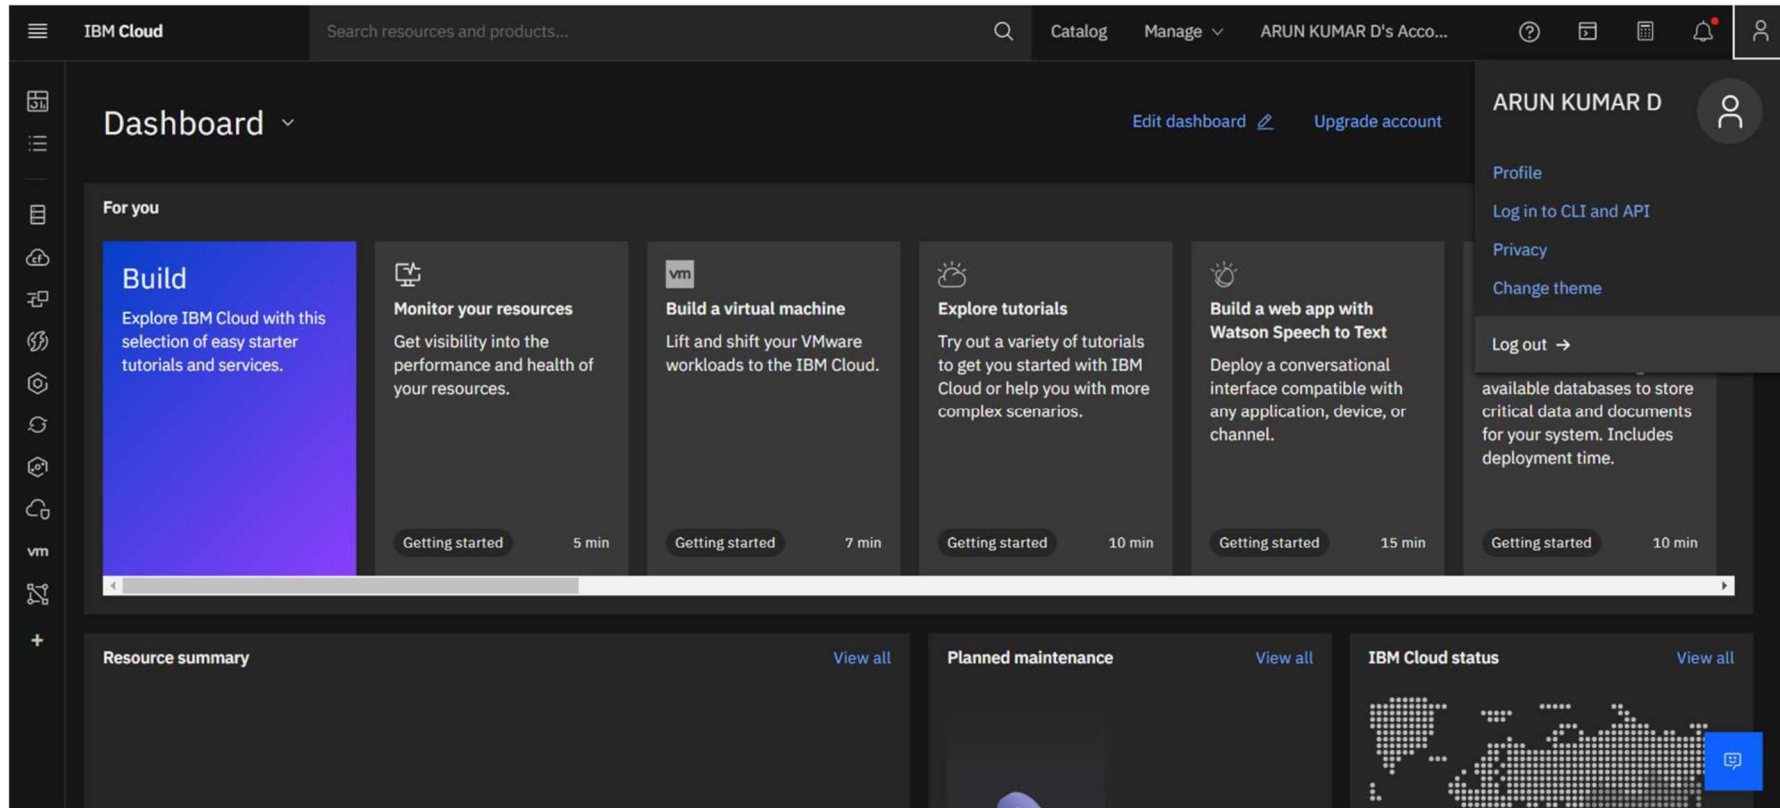 IBM Cloud
Search resources and products...
Catalog
Manage
ARUN KUMAR D's Acco...
Dashboard
Edit dashboard
Upgrade account
ARUN KUMAR D
Profile
Log in to CLI and API
Privacy
Change theme
Log out →
For you
Build
Explore IBM Cloud with this
selection of easy starter
tutorials and services.
Monitor your resources
Get visibility into the
performance and health of
your resources.
Getting started
5 min
vm
Build a virtual machine
Lift and shift your VMware
workloads to the IBM Cloud.
Getting started
7 min
Explore tutorials
Try out a variety of tutorials
to get you started with IBM
Cloud or help you with more
complex scenarios.
Getting started
10 min
Build a web app with
Watson Speech to Text
Deploy a conversational
interface compatible with
any application, device, or
channel.
Getting started
15 min
available databases to store
critical data and documents
for your system. Includes
deployment time.
Getting started
10 min
cf
vm
Resource summary
View all
Planned maintenance
View all
IBM Cloud status
View all